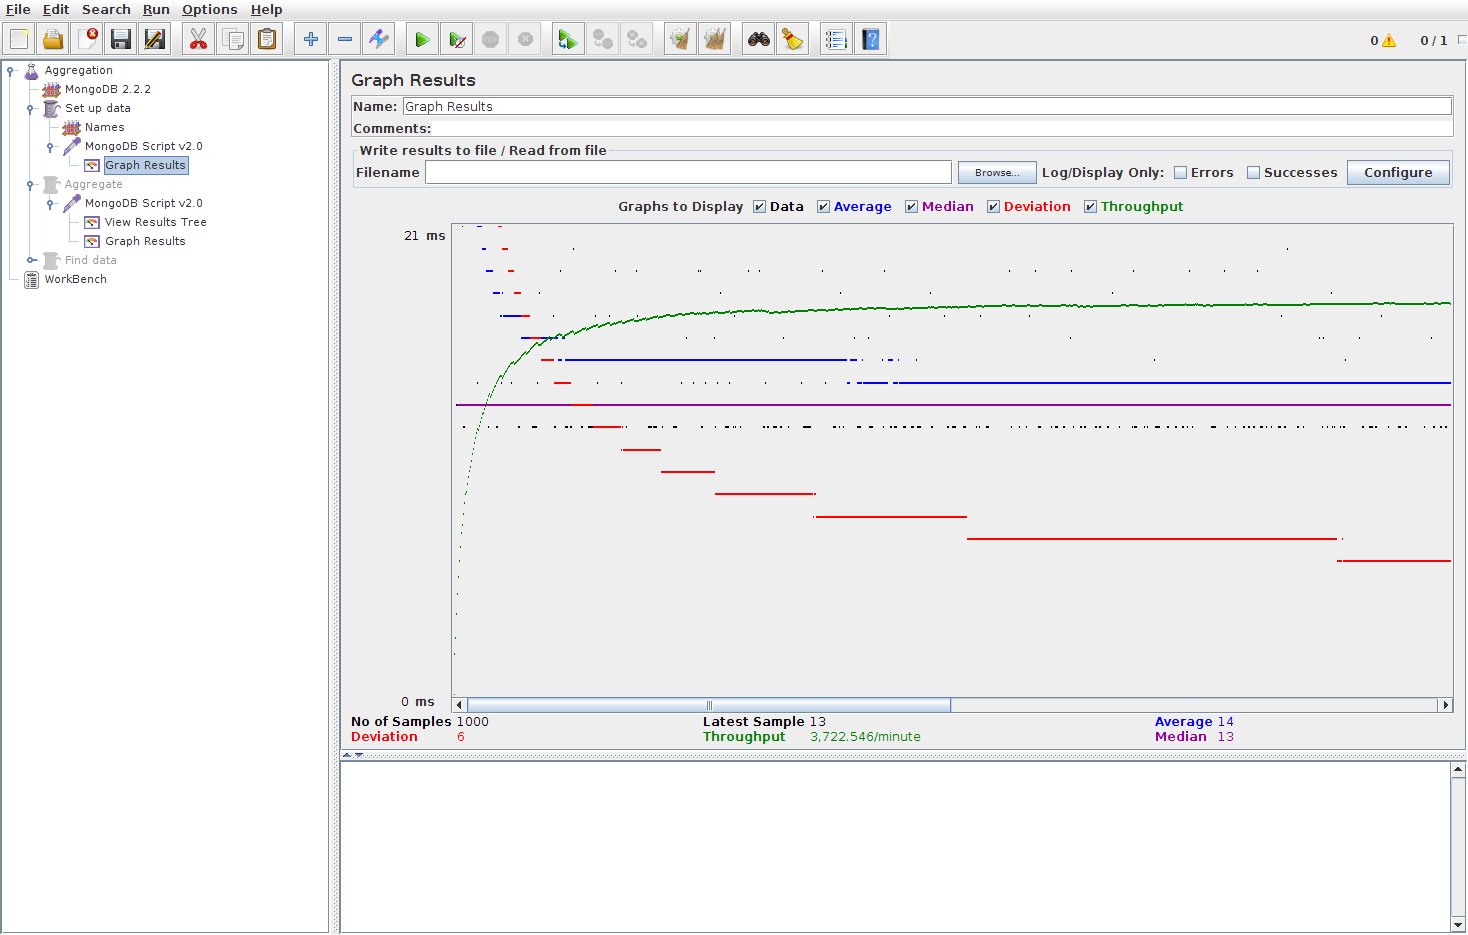 File Edit Search Run Options Help
0 0 / 1
Aggregation
MongoDB 2.2.2
Set up data
Names
MongoDB Script v2.0
Graph Results
Aggregate
MongoDB Script v2.0
View Results Tree
Graph Results
Find data
WorkBench
Graph Results
Name: Graph Results
Comments:
Write results to file / Read from file
Filename Browse... Log/Display Only: Errors Successes Configure
Graphs to Display Data Average Median Deviation Throughput
21 ms
0 ms
No of Samples 1000 Latest Sample 13 Average 14
Deviation 6 Throughput 3,722.546/minute Median 13